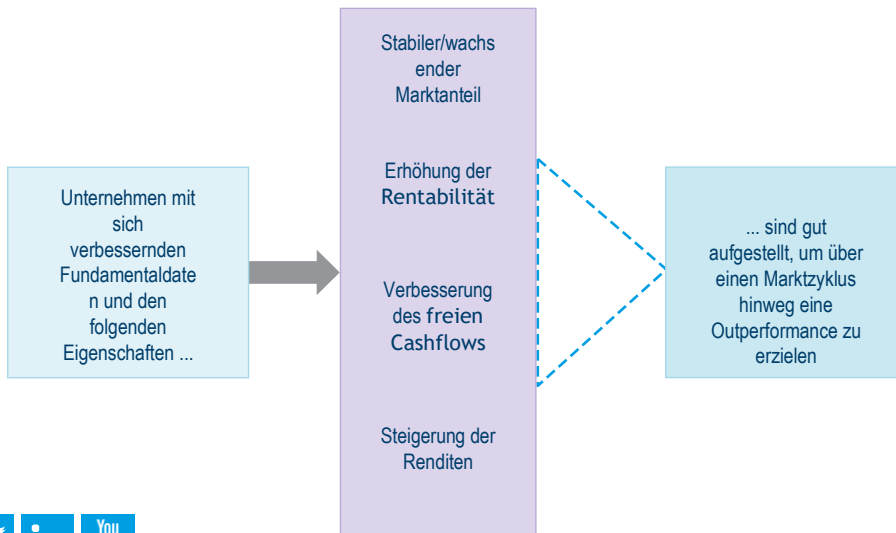 Unternehmen mit
sich
verbessernden
Fundamentaldate
n und den
folgenden
Eigenschaften ...
Stabiler/wachs
ender
Marktanteil
Erhöhung der
Rentabilität
Verbesserung
des freien
Cashflows
Steigerung der
Renditen
... sind gut
aufgestellt, um über
einen Marktzyklus
hinweg eine
Outperformance zu
erzielen
You